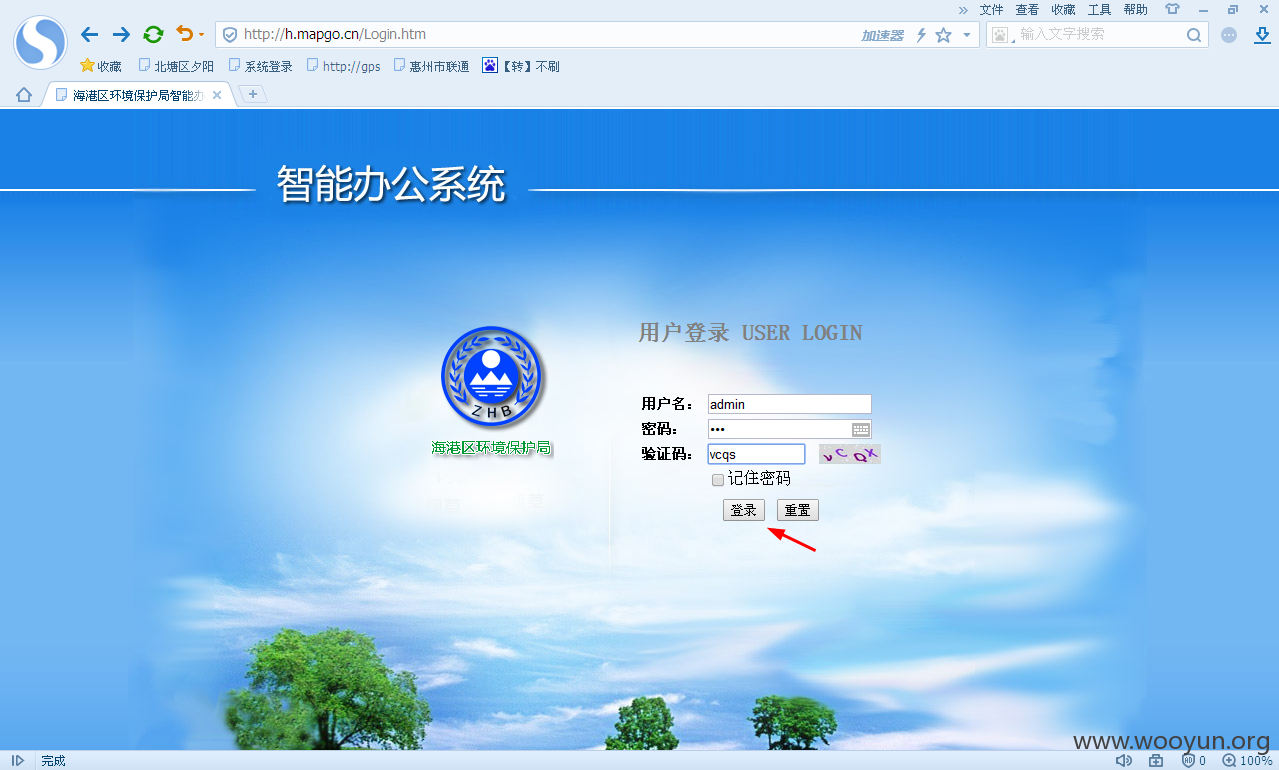 » 文件 查看 收藏 工具 帮助
http://h.mapgo.cn/Login.htm 加速器 输入文字搜索
收藏 北塘区夕阳 系统登录 http://gps 惠州市联通 【转】不刷
海港区环境保护局智能办
智能办公系统
用户登录 USER LOGIN
ZHB
海港区环境保护局
用户名： admin
密码： •••
验证码： vcqs
记住密码
登录 重置
www.wooyun.org
完成 0 100%